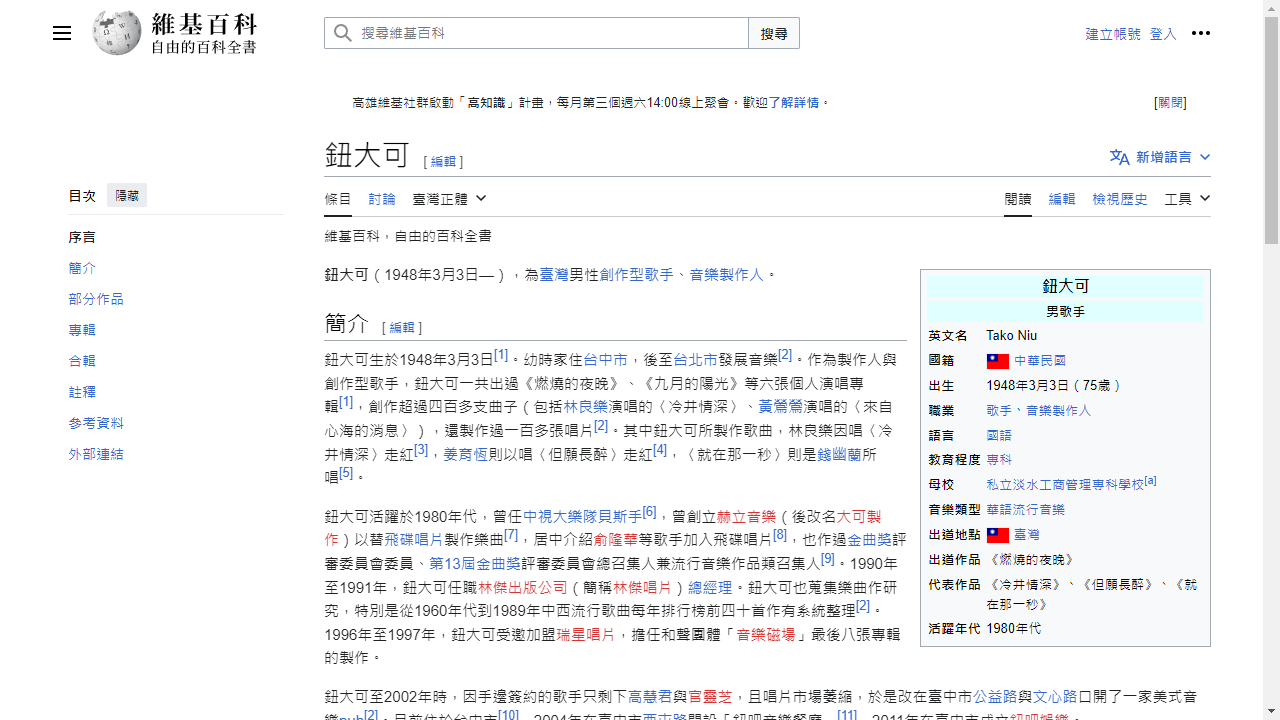 維基百科
自由的百科全書
搜尋維基百科
搜尋
建立帳號 登入
高雄維基社群啟動「高知識」計畫，每月第三個週六14:00線上聚會。歡迎了解詳情。
[關閉]
鈕大可 [編輯]
新增語言
目次 隱藏
條目 討論 臺灣正體
閱讀 編輯 檢視歷史 工具
序言
簡介
部分作品
專輯
合輯
註釋
參考資料
外部連結
維基百科，自由的百科全書
鈕大可（1948年3月3日—），為臺灣男性創作型歌手、音樂製作人。
簡介 [編輯]
鈕大可生於1948年3月3日[1]。幼時家住台中市，後至台北市發展音樂[2]。作為製作人與
創作型歌手，鈕大可一共出過《燃燒的夜晚》、《九月的陽光》等六張個人演唱專
輯[1]，創作超過四百多支曲子（包括林良樂演唱的〈冷井情深〉、黃鶯鶯演唱的〈來自
心海的消息〉），還製作過一百多張唱片[2]。其中鈕大可所製作歌曲，林良樂因唱〈冷
井情深〉走紅[3]，姜育恆則以唱〈但願長醉〉走紅[4]，〈就在那一秒〉則是錢幽蘭所
唱[5]。
鈕大可活躍於1980年代，曾任中視大樂隊貝斯手[6]，曾創立赫立音樂（後改名大可製
作）以替飛碟唱片製作樂曲[7]，居中介紹俞隆華等歌手加入飛碟唱片[8]，也作過金曲獎評
審委員會委員、第13屆金曲獎評審委員會總召集人兼流行音樂作品類召集人[9]。1990年
至1991年，鈕大可任職林傑出版公司（簡稱林傑唱片）總經理。鈕大可也蒐集樂曲作研
究，特別是從1960年代到1989年中西流行歌曲每年排行榜前四十首作有系統整理[2]。
1996年至1997年，鈕大可受邀加盟瑞星唱片，擔任和聲團體「音樂磁場」最後八張專輯
的製作。
鈕大可至2002年時，因手邊簽約的歌手只剩下高慧君與官靈芝，且唱片市場萎縮，於是改在臺中市公益路與文心路口開了一家美式音
樂pub[2]。目前住於台中市[10]。2004年在臺中市西屯路開設「鈕吧音樂餐廳」[11]。2011年在臺中市成立鈕吧娛樂。
鈕大可
男歌手
英文名 Tako Niu
國籍 中華民國
出生 1948年3月3日（75歲）
職業 歌手、音樂製作人
語言 國語
教育程度 專科
母校 私立淡水工商管理專科學校[a]
音樂類型 華語流行音樂
出道地點 臺灣
出道作品 《燃燒的夜晚》
代表作品 《冷井情深》、《但願長醉》、《就
在那一秒》
活躍年代 1980年代